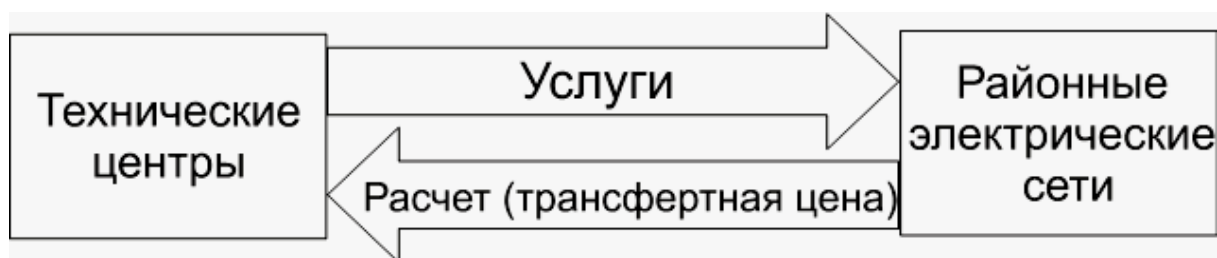 Технические
центры
Услуги
Расчет (трансфертная цена)
Районные
электрические
сети